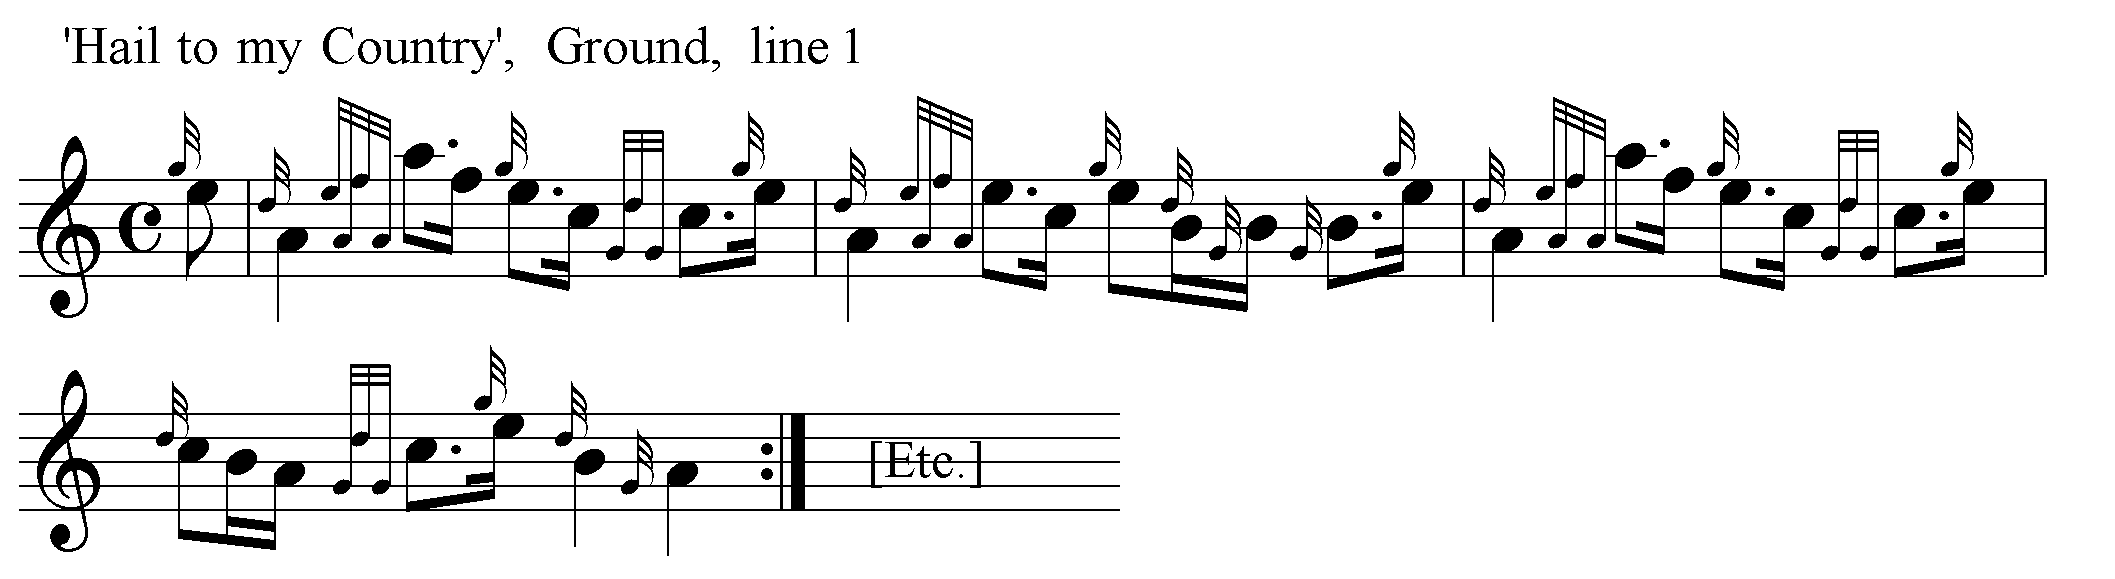 'Hail to my Country', Ground, line 1
[Etc.]